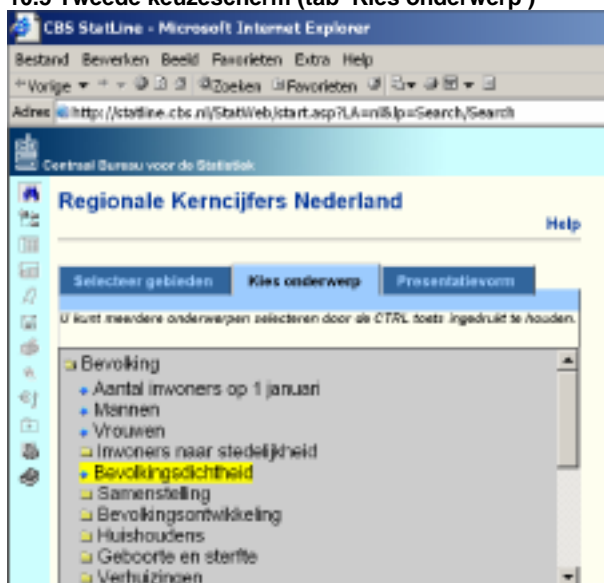 10.5 Tweede keuzescherm (tab 'Kies onderwerp')
CBS StatLine - Microsoft Internet Explorer
Bestand Bewerken Beeld Favorieten Extra Help
Vorige Zoeken Favorieten
Adres http://statline.cbs.nl/StatWeb/start.asp?LA=nl&lp=Search/Search
Centraal Bureau voor de Statistiek
Regionale Kerncijfers Nederland
Help
Selecteer gebieden Kies onderwerp Presentatievorm
U kunt meerdere onderwerpen selecteren door de CTRL toets ingedrukt te houden.
Bevolking
Aantal inwoners op 1 januari
Mannen
Vrouwen
Inwoners naar stedelijkheid
Bevolkingsdichtheid
Samenstelling
Bevolkingsontwikkeling
Huishoudens
Geboorte en sterfte
Verhuizingen